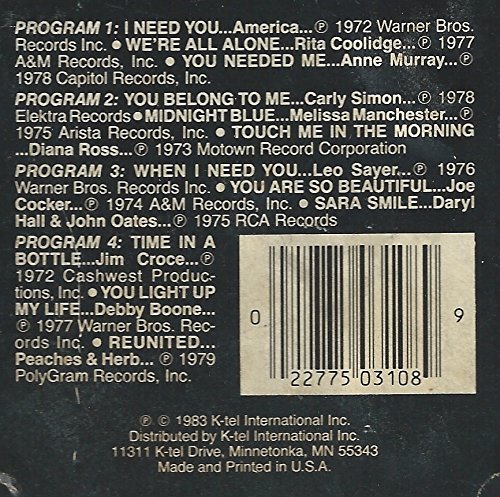 PROGRAM 1: I NEED YOU...America...℗ 1972 Warner Bros.
Records Inc. ● WE'RE ALL ALONE...Rita Coolidge...℗ 1977
A&M Records, Inc. ● YOU NEEDED ME...Anne Murray...℗
1978 Capitol Records, Inc.
PROGRAM 2: YOU BELONG TO ME...Carly Simon...℗ 1978
Elektra Records●MIDNIGHT BLUE...Melissa Manchester...℗
1975 Arista Records, Inc. ● TOUCH ME IN THE MORNING
...Diana Ross...℗ 1973 Motown Record Corporation
PROGRAM 3: WHEN I NEED YOU...Leo Sayer...℗ 1976
Warner Bros. Records Inc. ● YOU ARE SO BEAUTIFUL...Joe
Cocker...℗ 1974 A&M Records, Inc. ● SARA SMILE...Daryl
Hall & John Oates...℗ 1975 RCA Records
PROGRAM 4: TIME IN A
BOTTLE...Jim Croce...℗
1972 Cashwest Produc-
tions, Inc. ● YOU LIGHT UP
MY LIFE...Debby Boone...
℗ 1977 Warner Bros. Rec-
ords Inc. ● REUNITED...
Peaches & Herb...℗ 1979
PolyGram Records, Inc.
0 22775 03108 9
℗ © 1983 K-tel International Inc.
Distributed by K-tel International Inc.
11311 K-tel Drive, Minnetonka, MN 55343
Made and Printed in U.S.A.